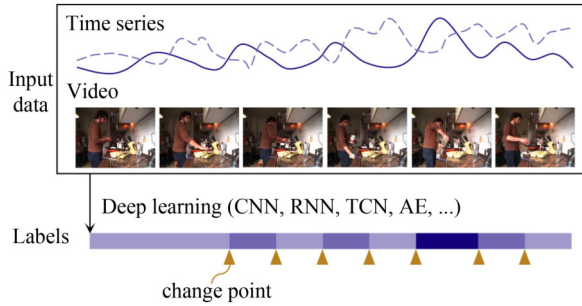 Time series
Input
data
Video
Deep learning (CNN, RNN, TCN, AE, ...)
Labels
change point